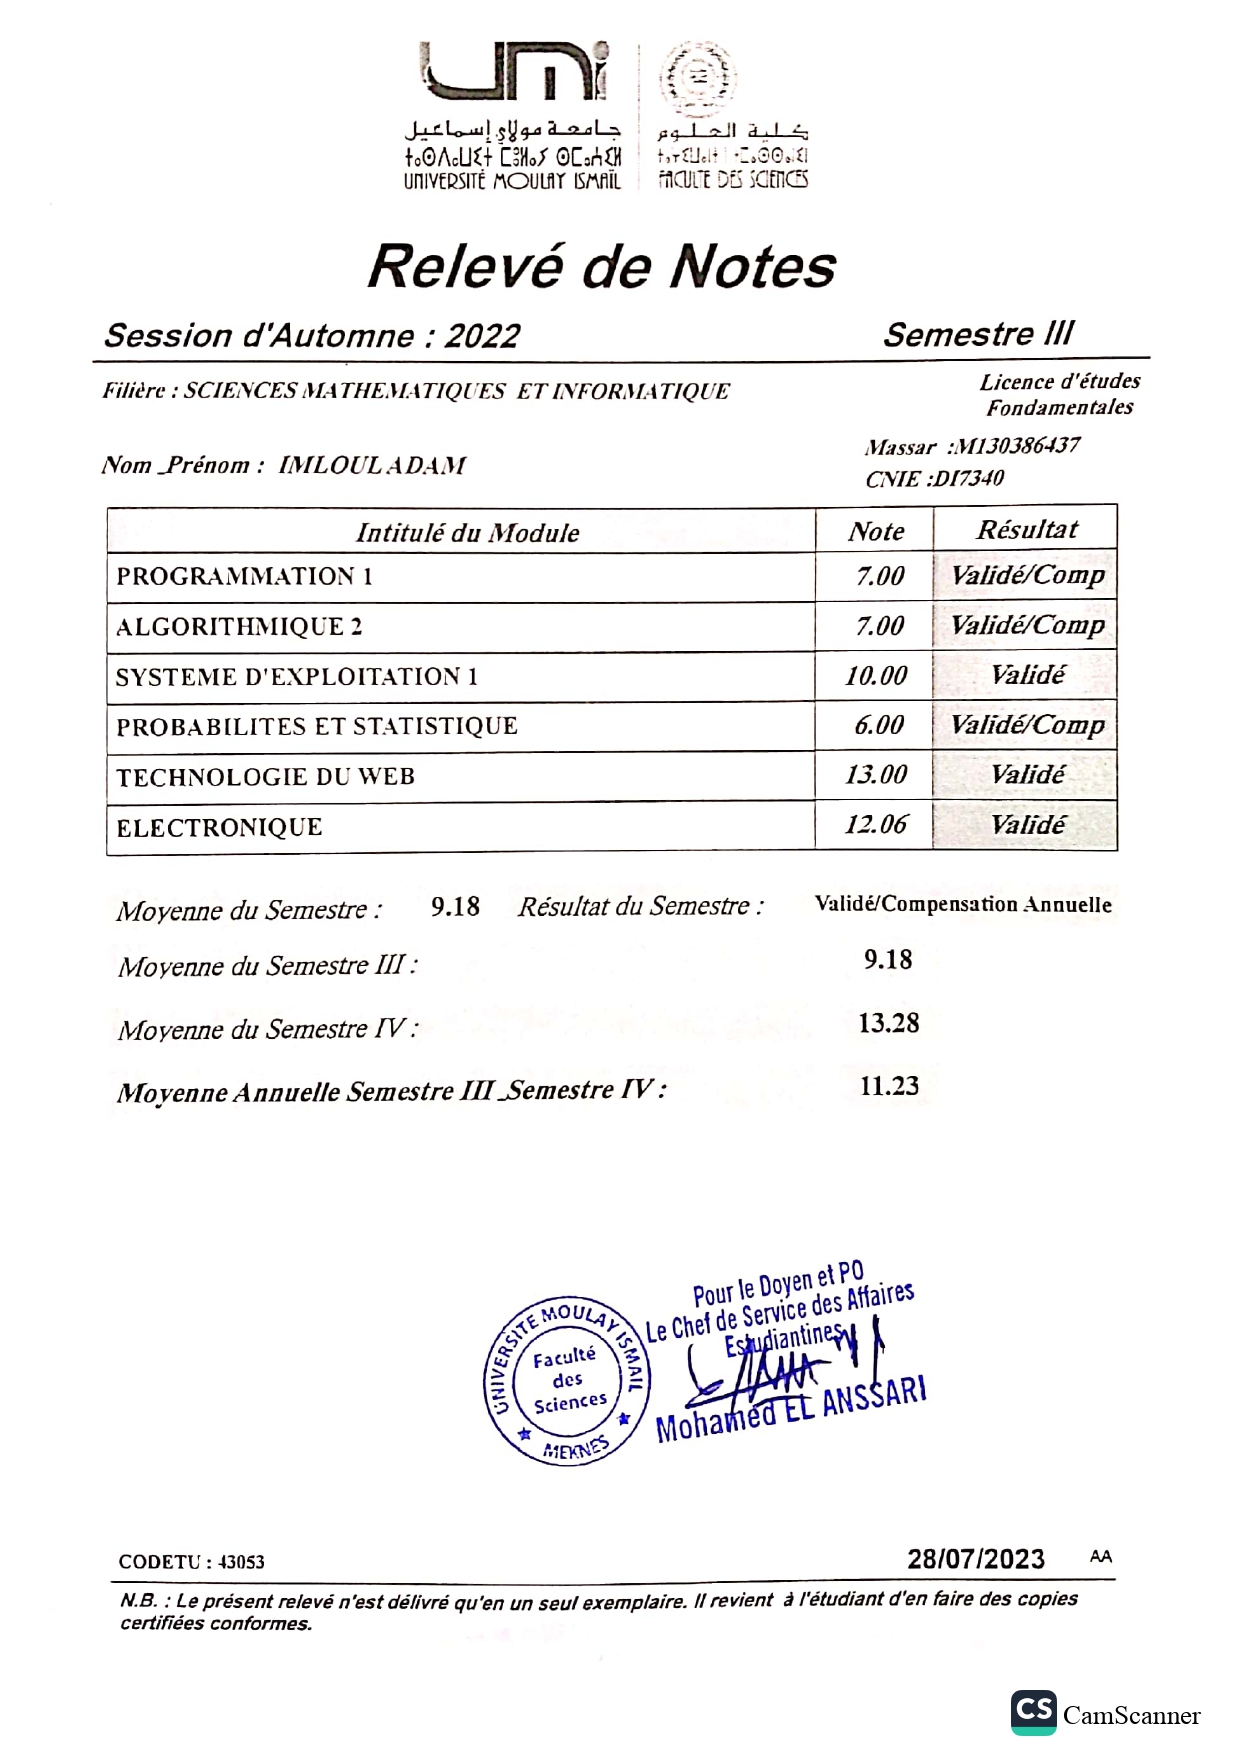 umi
جامعة مولاي إسماعيل
ⵜⴰⵙⴷⴰⵡⵉⵜ ⵎⵓⵍⴰⵢ ⵙⵎⴰⵄⵉⵍ
UNIVERSITÉ MOULAY ISMAÏL
كلية العلوم
FACULTE DES SCIENCES
Relevé de Notes
Session d'Automne : 2022 Semestre III
Filière : SCIENCES MATHEMATIQUES ET INFORMATIQUE
Licence d'études
Fondamentales
Nom _Prénom : IMLOUL ADAM
Massar :M130386437
CNIE :DI7340
Intitulé du Module Note Résultat
PROGRAMMATION 1 7.00 Validé/Comp
ALGORITHMIQUE 2 7.00 Validé/Comp
SYSTEME D'EXPLOITATION 1 10.00 Validé
PROBABILITES ET STATISTIQUE 6.00 Validé/Comp
TECHNOLOGIE DU WEB 13.00 Validé
ELECTRONIQUE 12.06 Validé
Moyenne du Semestre : 9.18 Résultat du Semestre : Validé/Compensation Annuelle
Moyenne du Semestre III : 9.18
Moyenne du Semestre IV : 13.28
Moyenne Annuelle Semestre III _Semestre IV : 11.23
Pour le Doyen et PO
Le Chef de Service des Affaires
Estudiantines
Mohamed EL ANSSARI
UNIVERSITE MOULAY ISMAIL
Faculté
des
Sciences
MEKNES
CODETU : 43053 28/07/2023 AA
N.B. : Le présent relevé n'est délivré qu'en un seul exemplaire. Il revient à l'étudiant d'en faire des copies
certifiées conformes.
CS CamScanner